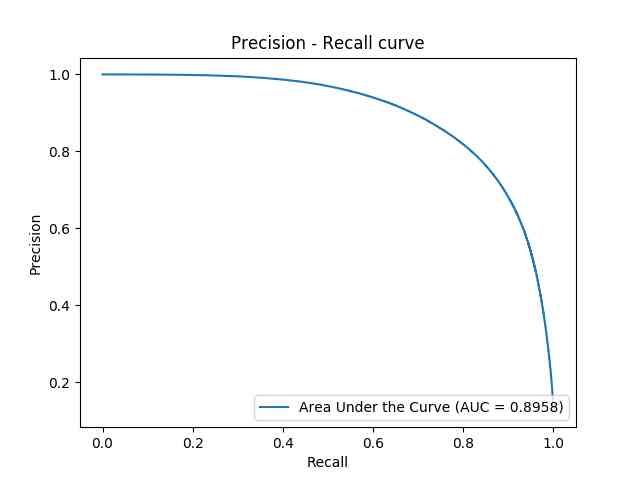 Precision - Recall curve
1.0
0.8
0.6
0.4
0.2
Precision
Area Under the Curve (AUC = 0.8958)
0.0 0.2 0.4 0.6 0.8 1.0
Recall